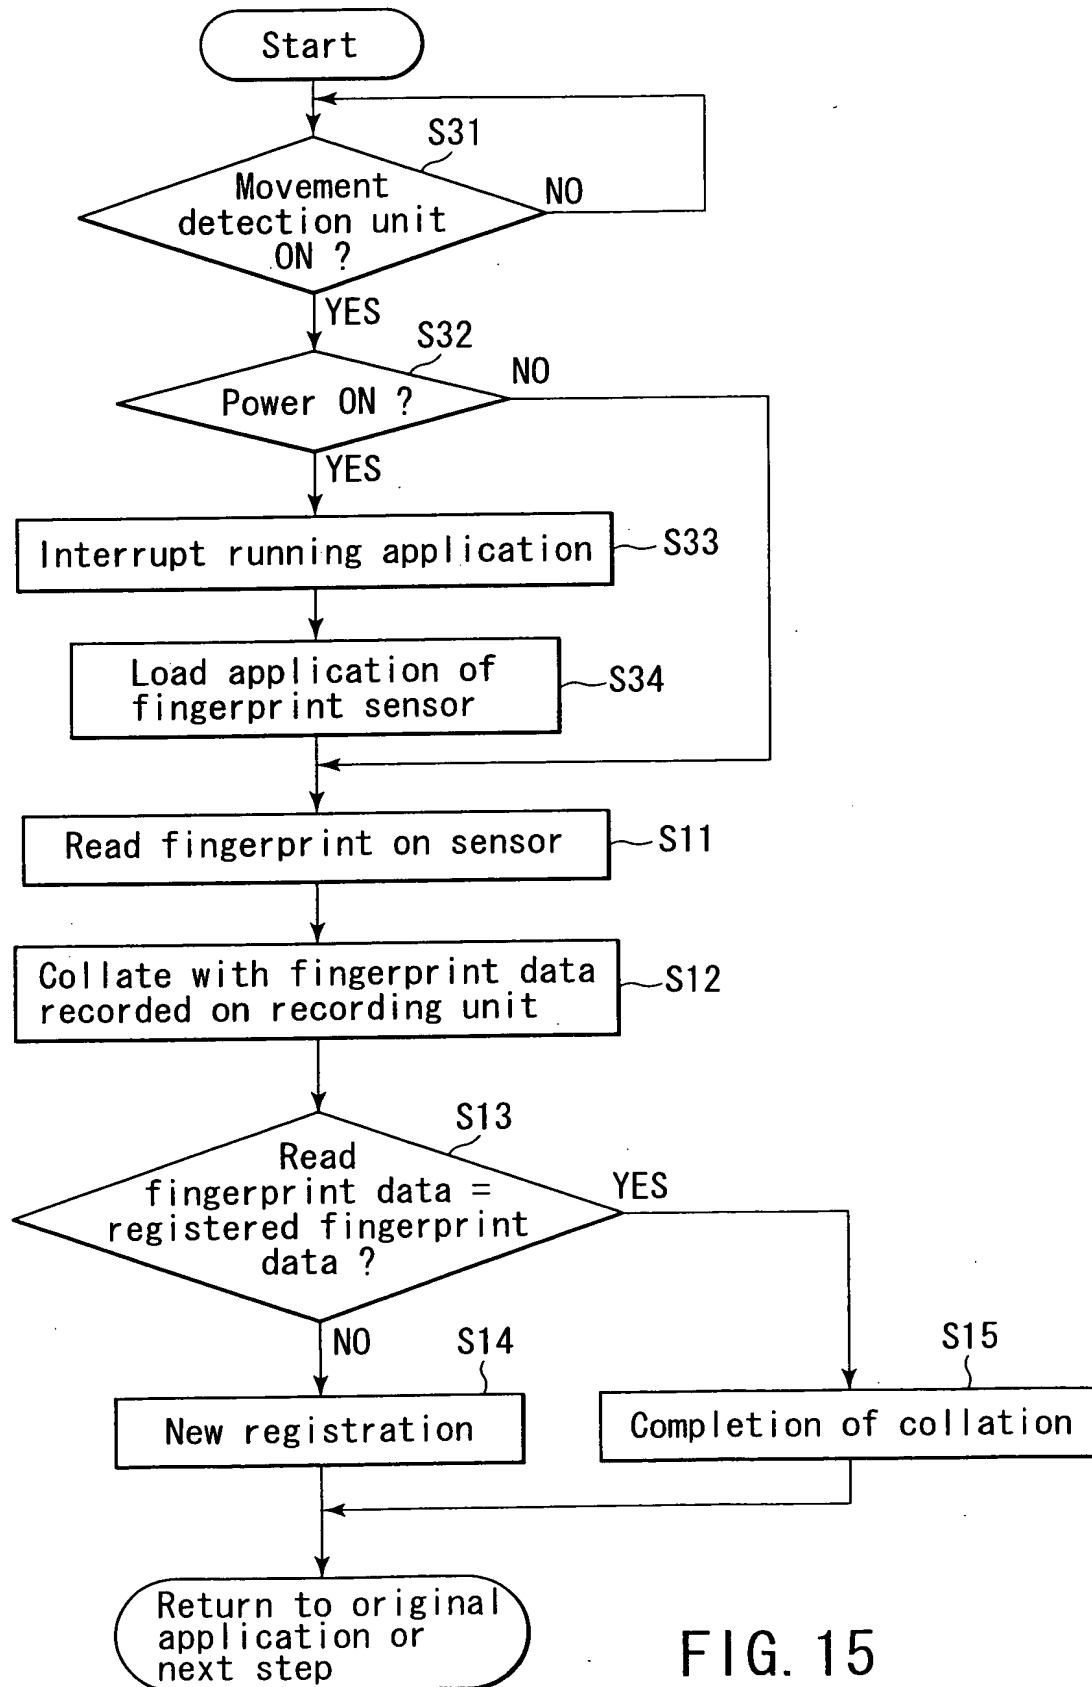 Start
S31
Movement
detection unit
ON ?
NO
YES
S32
Power ON ?
NO
YES
Interrupt running application
S33
Load application of
fingerprint sensor
S34
Read fingerprint on sensor
S11
Collate with fingerprint data
recorded on recording unit
S12
S13
Read
fingerprint data =
registered fingerprint
data ?
YES
NO
S14
New registration
S15
Completion of collation
Return to original
application or
next step
FIG. 15